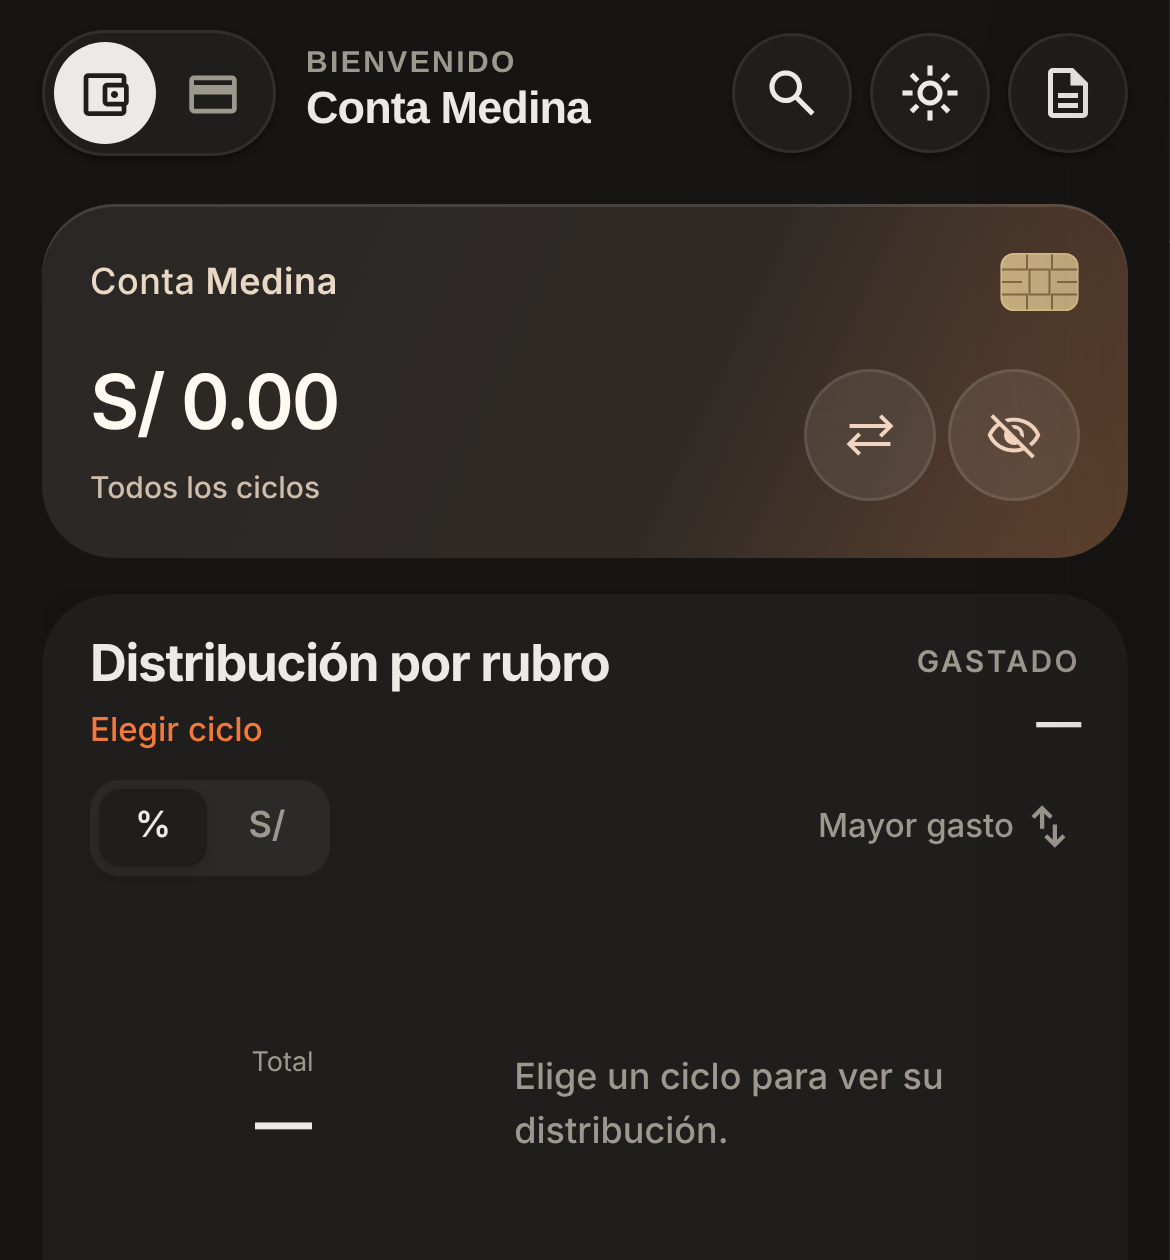 BIENVENIDO
Conta Medina
Conta Medina
S/ 0.00
Todos los ciclos
Distribución por rubro
GASTADO
Elegir ciclo
—
%
S/
Mayor gasto
Total
—
Elige un ciclo para ver su
distribución.